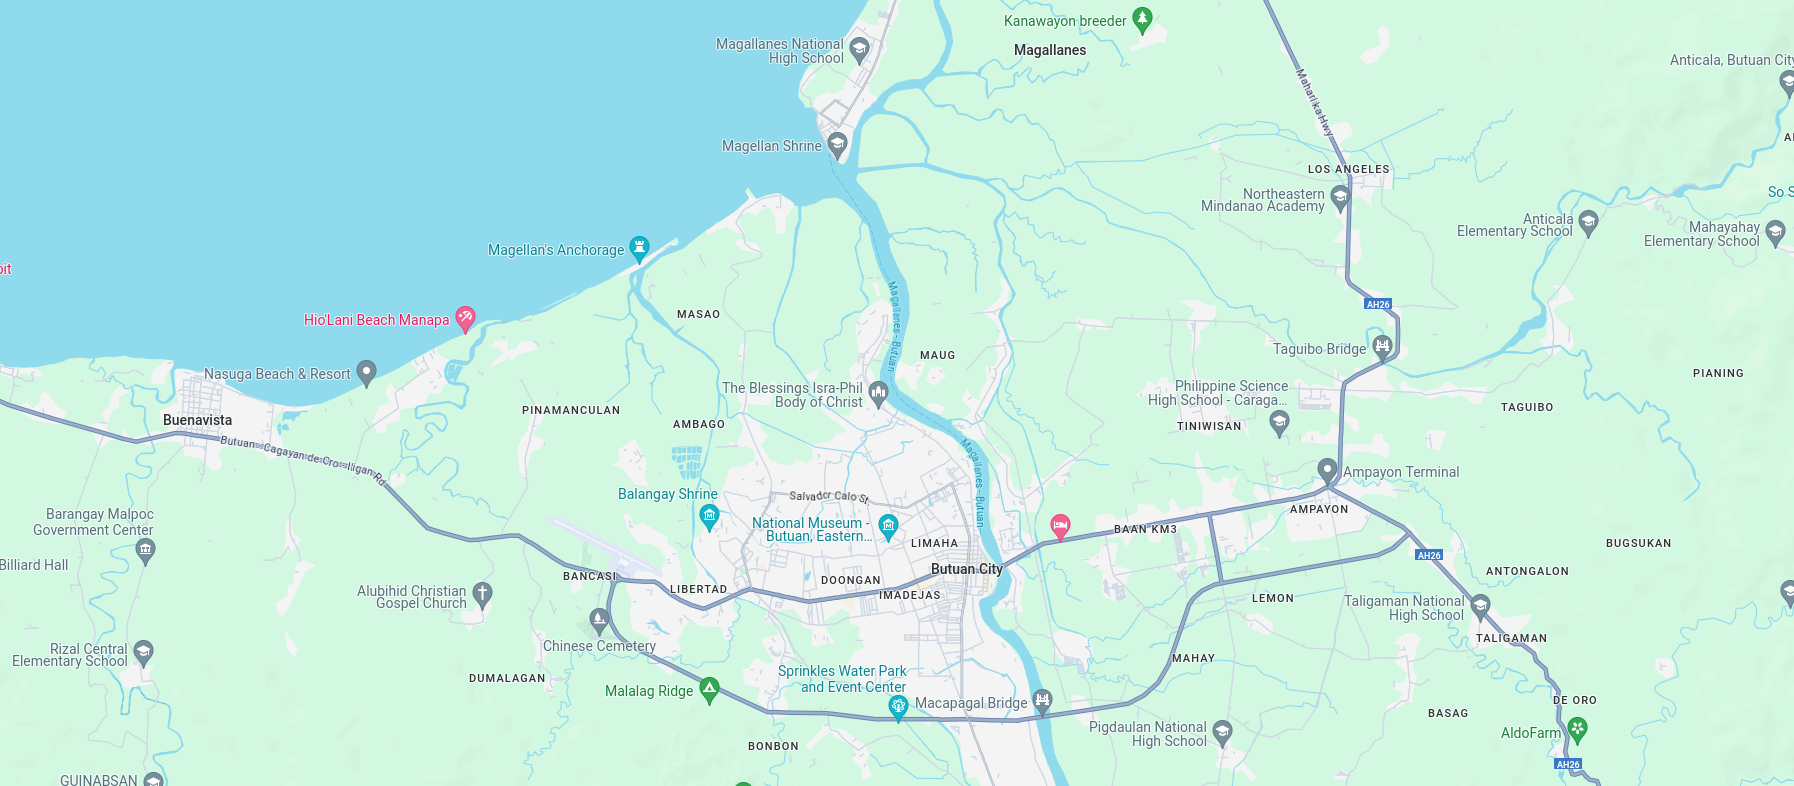 Kanawayon breeder
Magallanes National
High School
Magallanes
Anticala, Butuan City
Maharlika Hwy
Magellan Shrine
LOS ANGELES
Northeastern
Mindanao Academy
So S
Anticala
Elementary School
Mahayahay
Elementary School
Magellan's Anchorage
Magallanes - Butuan
AH26
MASAO
Hio'Lani Beach Manapa
Taguibo Bridge
MAUG
Nasuga Beach & Resort
The Blessings Isra-Phil
Body of Christ
Philippine Science
High School - Caraga...
PIANING
Buenavista
PINAMANCULAN
AMBAGO
TINIWISAN
TAGUIBO
Butuan - Cagayan de Oro - Iligan Rd
Magallanes - Butuan
Ampayon Terminal
Balangay Shrine
Salvador Calo St.
Barangay Malpoc
Government Center
National Museum -
Butuan, Eastern...
LIMAHA
BAAN KM3
AMPAYON
BUGSUKAN
AH26
Billiard Hall
BANCASI
Butuan City
ANTONGALON
DOONGAN
LIBERTAD
IMADEJAS
Alubihid Christian
Gospel Church
LEMON
Taligaman National
High School
Rizal Central
Elementary School
Chinese Cemetery
TALIGAMAN
MAHAY
DUMALAGAN
Sprinkles Water Park
and Event Center
Malalag Ridge
Macapagal Bridge
DE ORO
BASAG
Pigdaulan National
High School
AldoFarm
BONBON
AH26
GUINABSAN